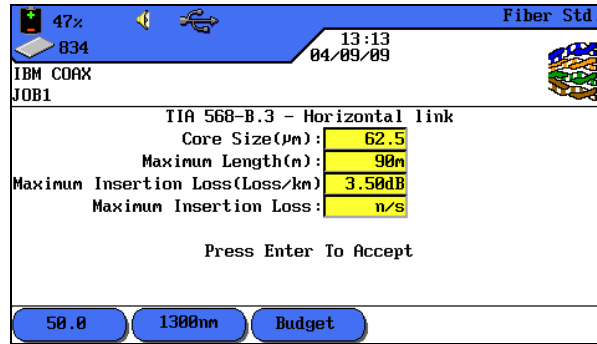 47% Fiber Std.
834 13:13
04/09/09
IBM COAX
JOB1
TIA 568-B.3 - Horizontal link
Core Size(µm): 62.5
Maximum Length(m): 90m
Maximum Insertion Loss(Loss/km) 3.50dB
Maximum Insertion Loss: n/s
Press Enter To Accept
50.0 1300nm Budget